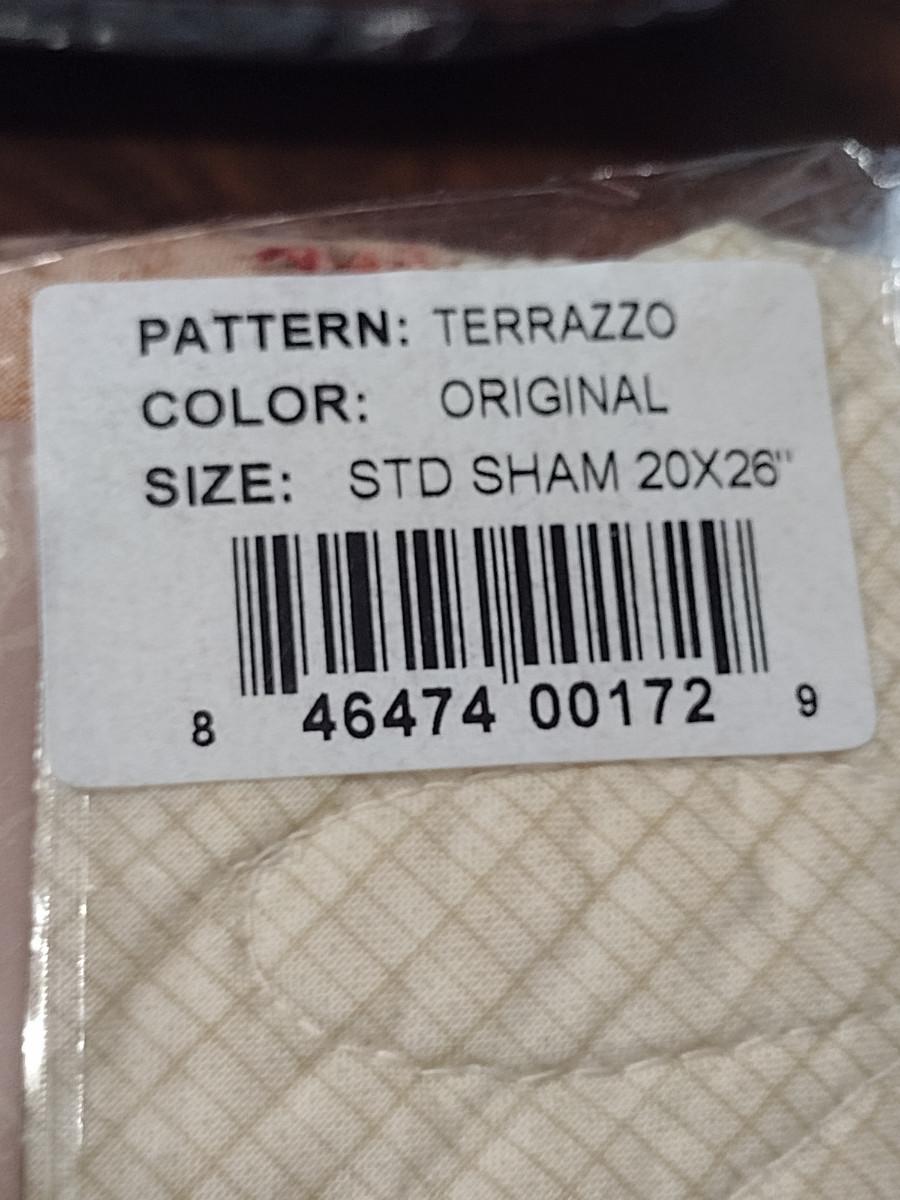 PATTERN: TERRAZZO
COLOR: ORIGINAL
SIZE: STD SHAM 20X26"
8 46474 00172 9